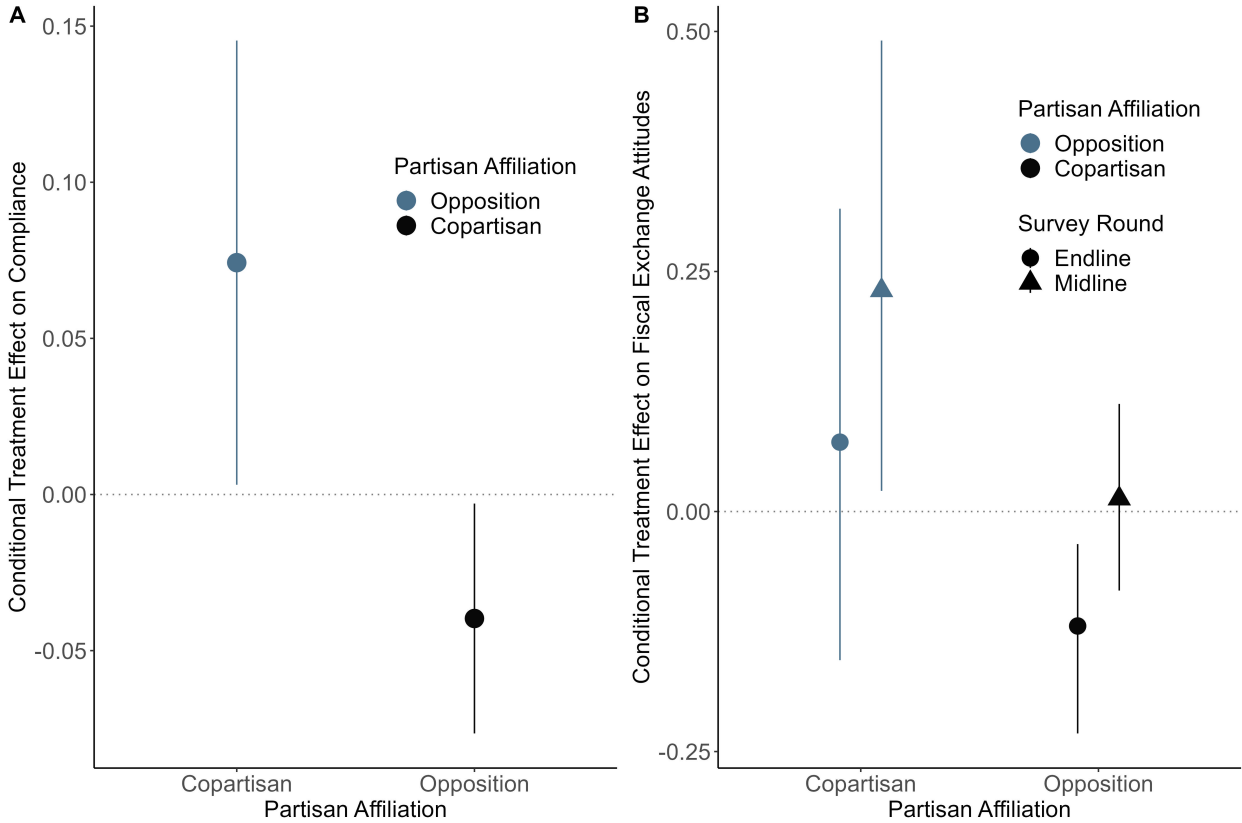 A
Conditional Treatment Effect on Compliance
0.15
0.10
0.05
0.00
-0.05
Partisan Affiliation
Opposition
Copartisan
Copartisan Opposition
Partisan Affiliation
B
Conditional Treatment Effect on Fiscal Exchange Attitudes
0.50
0.25
0.00
-0.25
Partisan Affiliation
Opposition
Copartisan
Survey Round
Endline
Midline
Copartisan Opposition
Partisan Affiliation